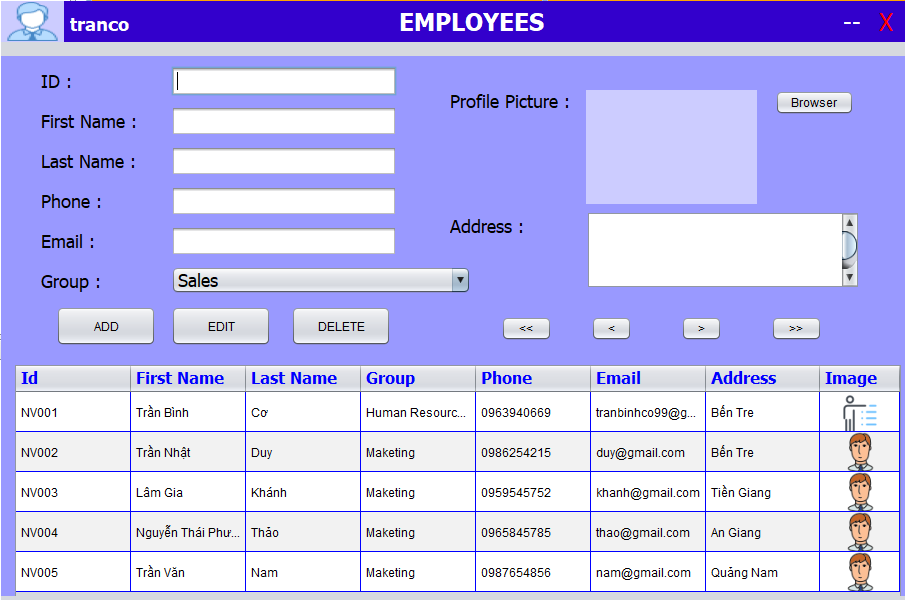 tranco EMPLOYEES -- X
ID :
Profile Picture : Browser
First Name :
Last Name :
Phone :
Address :
Email :
Group : Sales
ADD EDIT DELETE << < > >>
Id First Name Last Name Group Phone Email Address Image
NV001 Trần Bình Cơ Human Resourc... 0963940669 tranbinhco99@g... Bến Tre
NV002 Trần Nhật Duy Maketing 0986254215 duy@gmail.com Bến Tre
NV003 Lâm Gia Khánh Maketing 0959545752 khanh@gmail.com Tiền Giang
NV004 Nguyễn Thái Phư... Thảo Maketing 0965845785 thao@gmail.com An Giang
NV005 Trần Văn Nam Maketing 0987654856 nam@gmail.com Quảng Nam